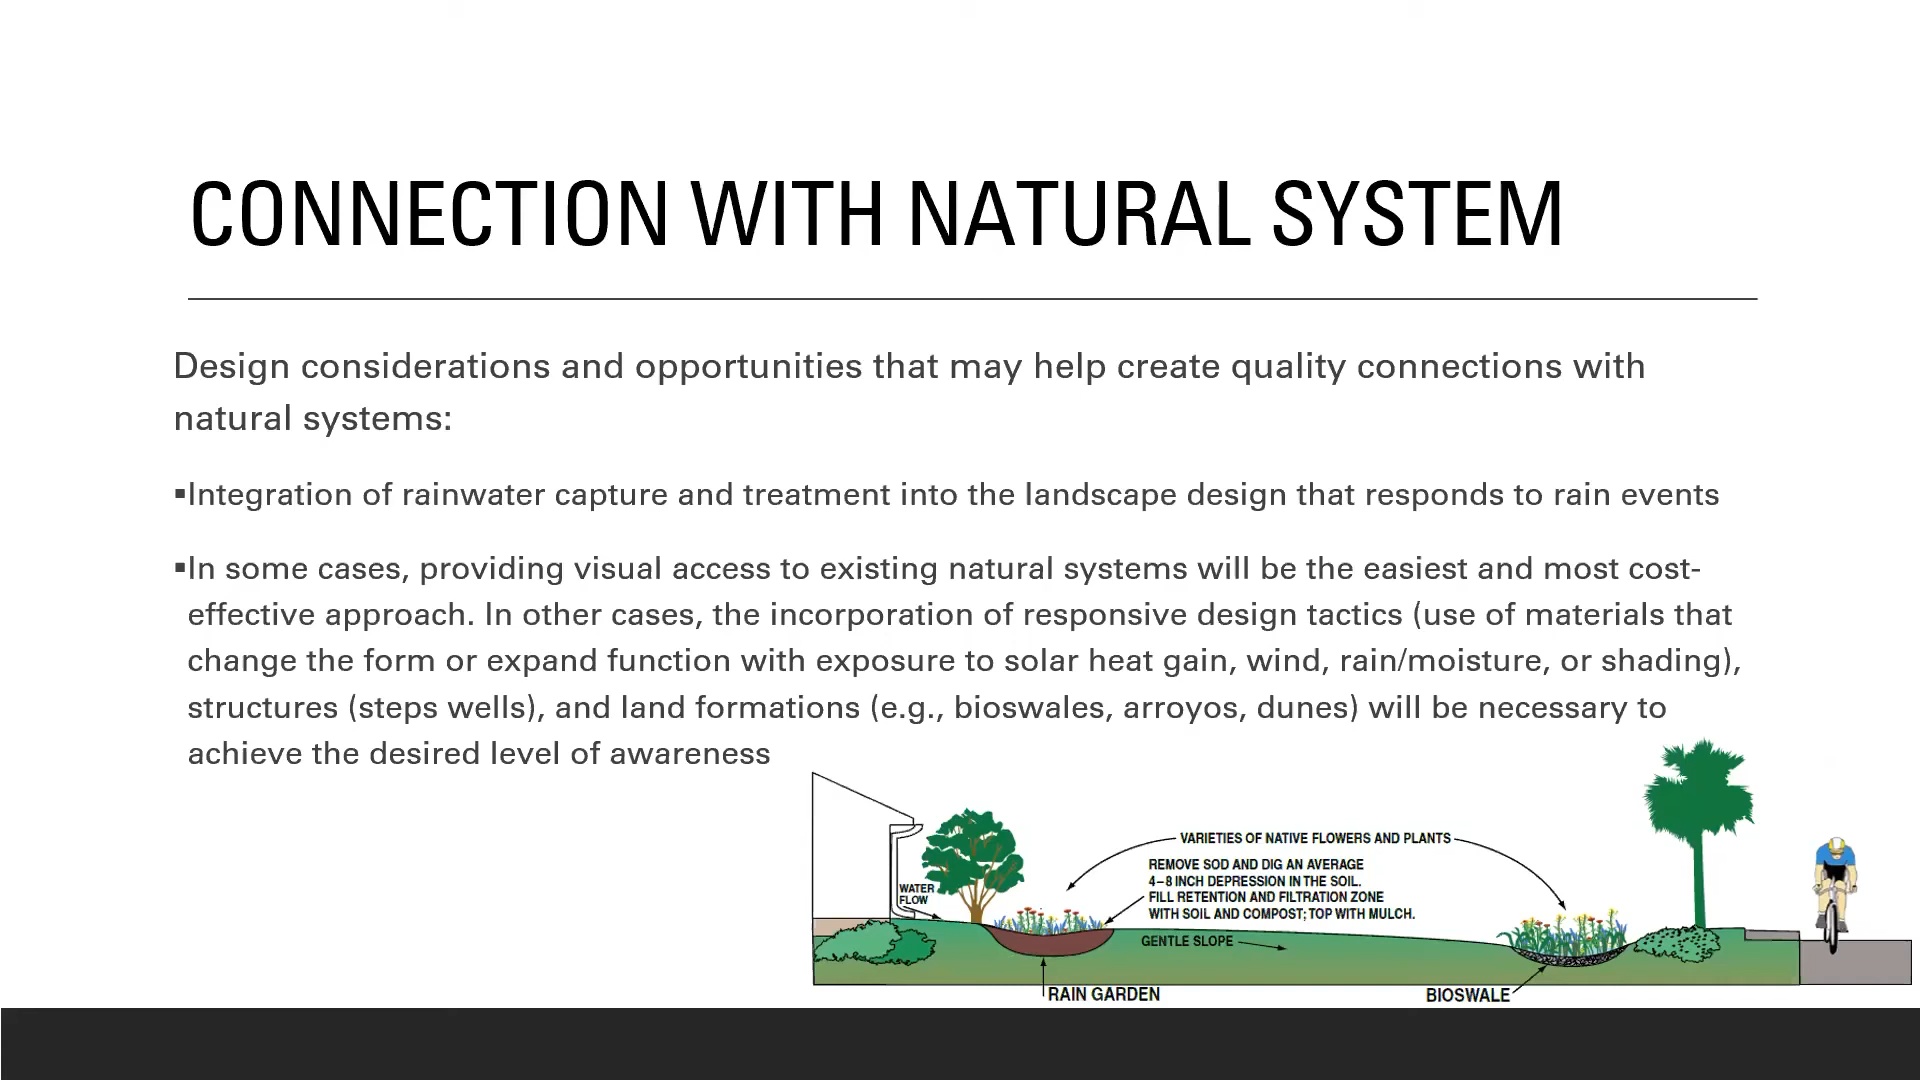 CONNECTION WITH NATURAL SYSTEM
Design considerations and opportunities that may help create quality connections with
natural systems:
▪Integration of rainwater capture and treatment into the landscape design that responds to rain events
▪In some cases, providing visual access to existing natural systems will be the easiest and most cost-
effective approach. In other cases, the incorporation of responsive design tactics (use of materials that
change the form or expand function with exposure to solar heat gain, wind, rain/moisture, or shading),
structures (steps wells), and land formations (e.g., bioswales, arroyos, dunes) will be necessary to
achieve the desired level of awareness
VARIETIES OF NATIVE FLOWERS AND PLANTS
REMOVE SOD AND DIG AN AVERAGE
4–8 INCH DEPRESSION IN THE SOIL.
FILL RETENTION AND FILTRATION ZONE
WITH SOIL AND COMPOST; TOP WITH MULCH.
WATER
FLOW
GENTLE SLOPE
RAIN GARDEN
BIOSWALE